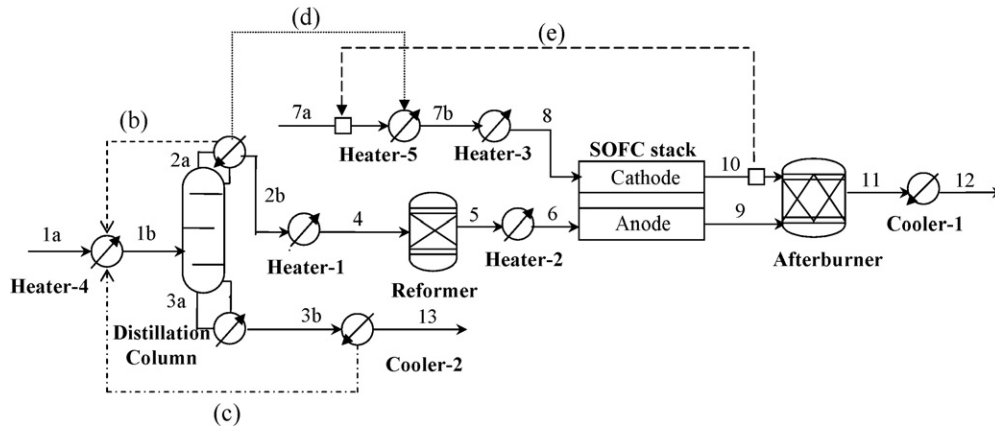 (d)
(e)
(b)
7a
7b
8
2a
Heater-5
Heater-3
SOFC stack
Cathode
10
11
12
2b
1a
1b
4
5
6
Anode
9
Cooler-1
Heater-4
Heater-1
Heater-2
Afterburner
Reformer
3a
3b
13
Distillation
Column
Cooler-2
(c)